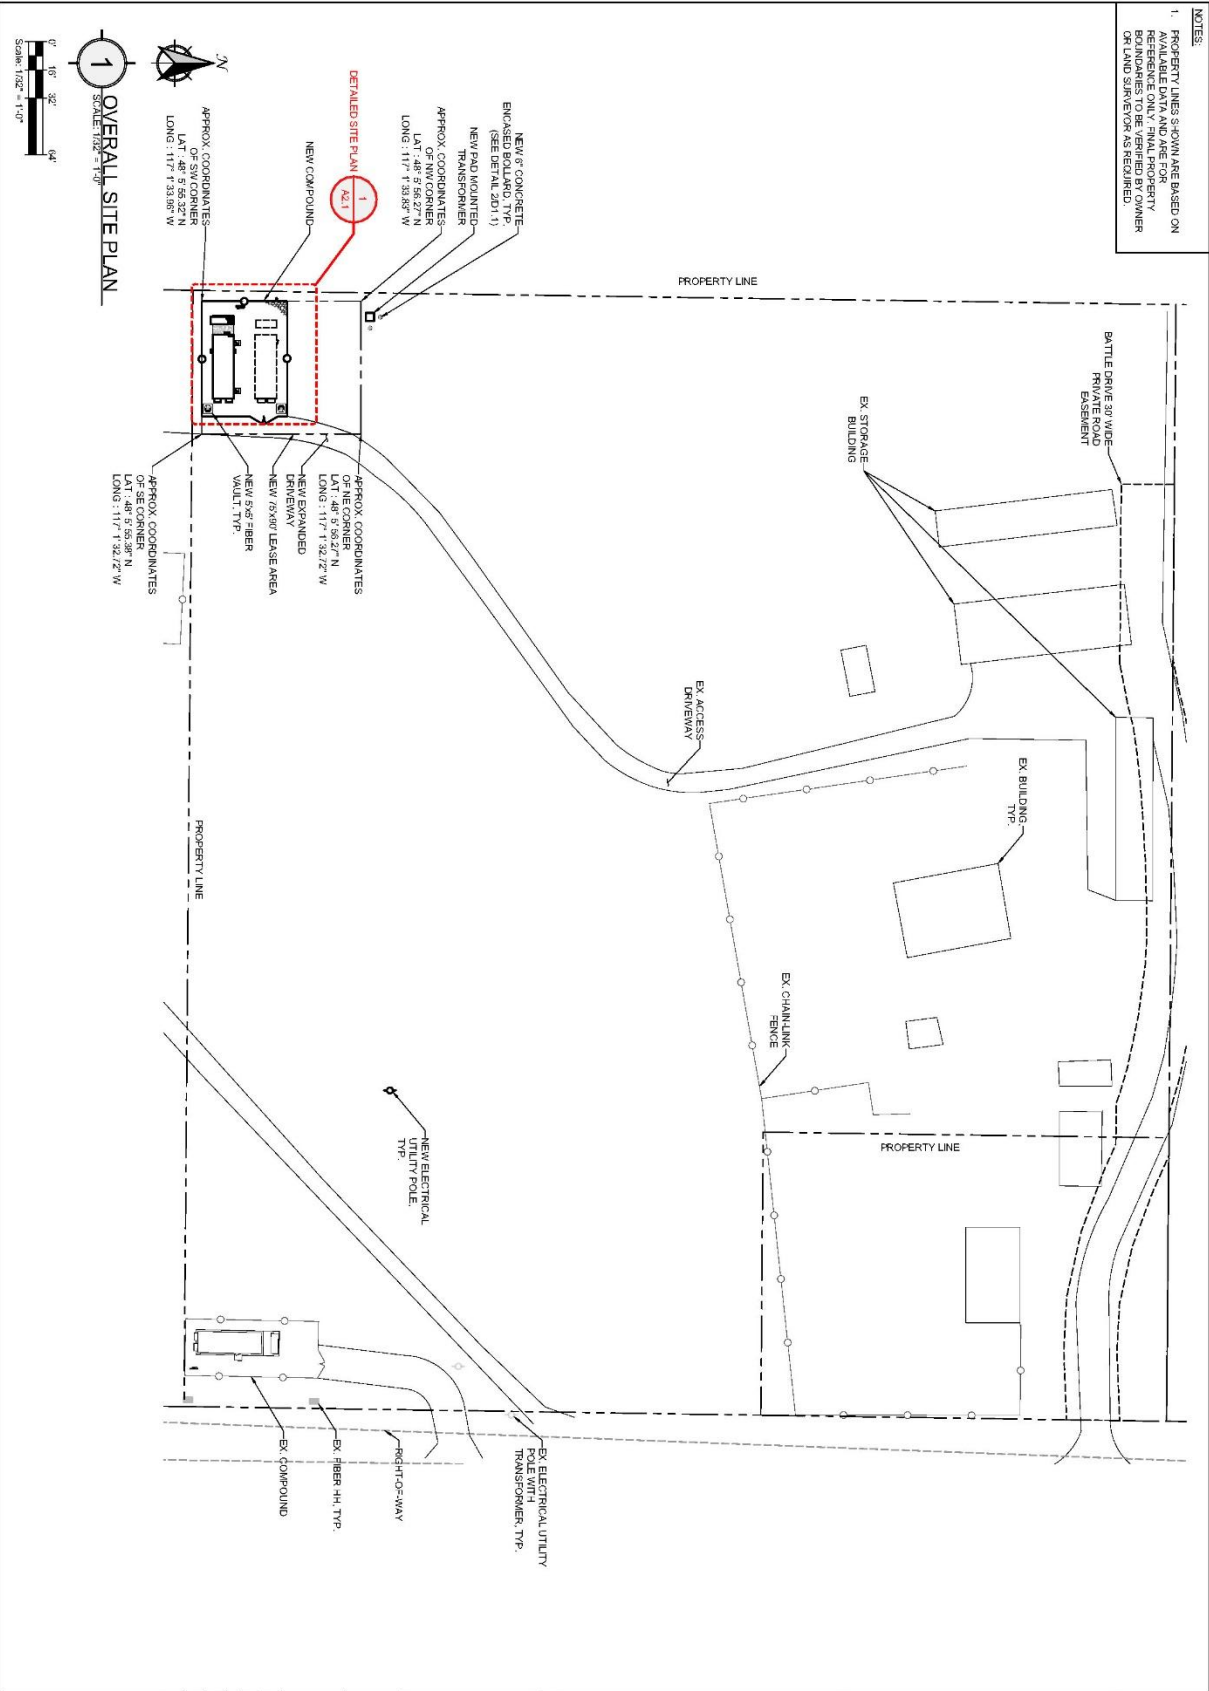 NOTES:
1. PROPERTY LINES SHOWN ARE BASED ON
AVAILABLE DATA AND ARE FOR
REFERENCE ONLY. FINAL PROPERTY
BOUNDARIES TO BE VERIFIED BY OWNER
OR LAND SURVEYOR AS REQUIRED.
BATTLE DRIVE 30' WIDE
PRIVATE ROAD
EASEMENT
EX. STORAGE
BUILDING
PROPERTY LINE
EX. BUILDING,
TYP.
EX. ACCESS
DRIVEWAY
EX. CHAIN-LINK
FENCE
PROPERTY LINE
NEW 6" CONCRETE
ENCASED BOLLARD, TYP.
(SEE DETAIL 2/D1.1)
NEW PAD MOUNTED
TRANSFORMER
APPROX. COORDINATES
OF NW CORNER
LAT : 48° 5' 56.27" N
LONG : 117° 1' 33.83" W
DETAILED SITE PLAN
1
A2.1
NEW COMPOUND
APPROX. COORDINATES
OF SW CORNER
LAT : 48° 5' 55.32" N
LONG : 117° 1' 33.96" W
APPROX. COORDINATES
OF NE CORNER
LAT : 48° 5' 56.27" N
LONG : 117° 1' 32.72" W
NEW EXPANDED
DRIVEWAY
NEW 75'x90' LEASE AREA
NEW 5'x5' FIBER
VAULT, TYP.
APPROX. COORDINATES
OF SE CORNER
LAT : 48° 5' 55.38" N
LONG : 117° 1' 32.72" W
PROPERTY LINE
NEW ELECTRICAL
UTILITY POLE,
TYP.
EX. ELECTRICAL UTILITY
POLE WITH
TRANSFORMER, TYP.
RIGHT-OF-WAY
EX. FIBER HH, TYP.
EX. COMPOUND
N
1
OVERALL SITE PLAN
SCALE: 1/32" = 1'-0"
0' 16' 32' 64'
Scale: 1/32" = 1'-0"